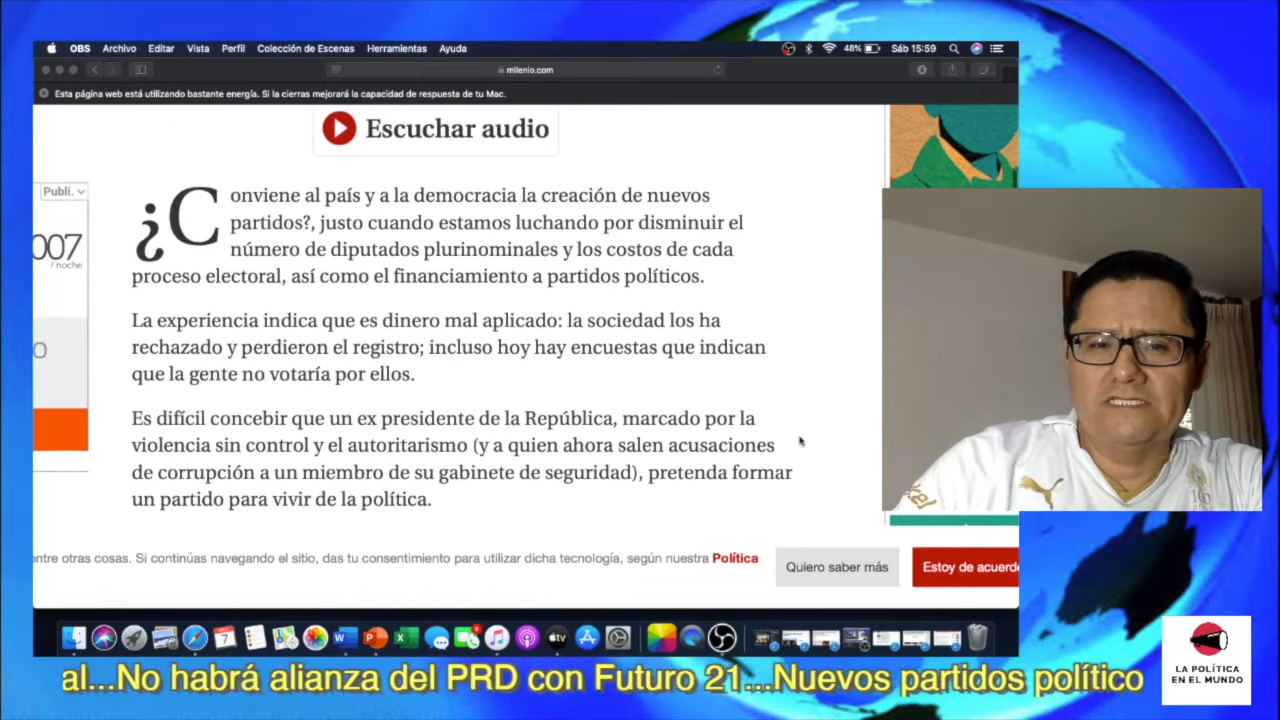 OBS Archivo Editar Vista Perfil Colección de Escenas Herramientas Ayuda 48% Sáb 15:59
milenio.com
Esta página web está utilizando bastante energía. Si la cierras mejorará la capacidad de respuesta de tu Mac.
Escuchar audio
Publi.
007
/ noche
¿Conviene al país y a la democracia la creación de nuevos
partidos?, justo cuando estamos luchando por disminuir el
número de diputados plurinominales y los costos de cada
proceso electoral, así como el financiamiento a partidos políticos.
La experiencia indica que es dinero mal aplicado: la sociedad los ha
rechazado y perdieron el registro; incluso hoy hay encuestas que indican
que la gente no votaría por ellos.
Es difícil concebir que un ex presidente de la República, marcado por la
violencia sin control y el autoritarismo (y a quien ahora salen acusaciones
de corrupción a un miembro de su gabinete de seguridad), pretenda formar
un partido para vivir de la política.
entre otras cosas. Si continúas navegando el sitio, das tu consentimiento para utilizar dicha tecnología, según nuestra Política
Quiero saber más
Estoy de acuerdo
7
al...No habrá alianza del PRD con Futuro 21...Nuevos partidos político
LA POLÍTICA
EN EL MUNDO